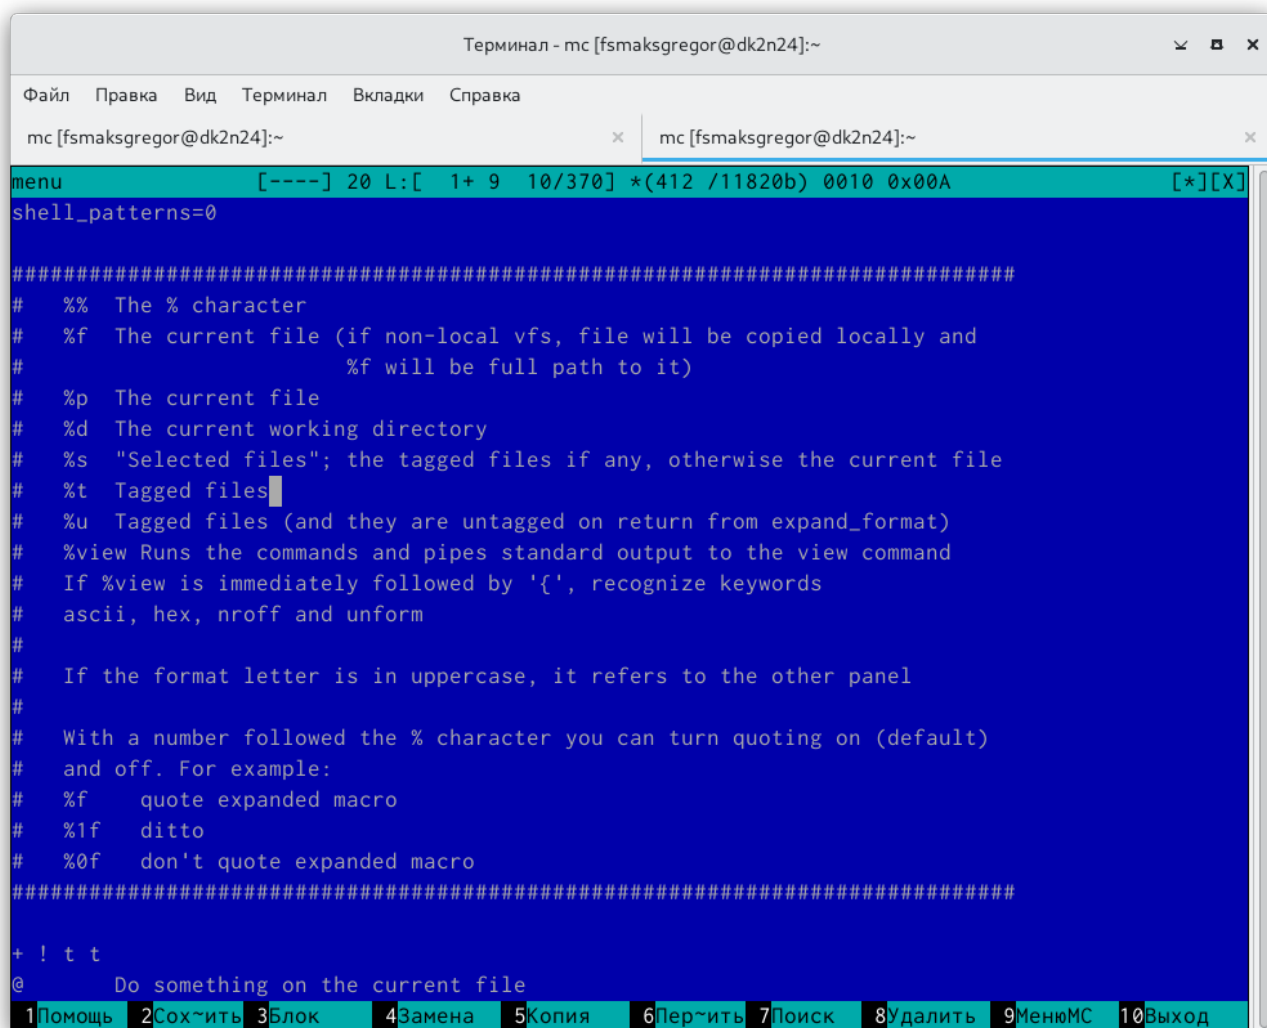 Терминал - mc [fsmaksgregor@dk2n24]:~
Файл Правка Вид Терминал Вкладки Справка
mc [fsmaksgregor@dk2n24]:~ × mc [fsmaksgregor@dk2n24]:~ ×
menu [----] 20 L:[ 1+ 9 10/370] *(412 /11820b) 0010 0x00A [*][X]
shell_patterns=0
##############################################################################
# %% The % character
# %f The current file (if non-local vfs, file will be copied locally and
# %f will be full path to it)
# %p The current file
# %d The current working directory
# %s "Selected files"; the tagged files if any, otherwise the current file
# %t Tagged files
# %u Tagged files (and they are untagged on return from expand_format)
# %view Runs the commands and pipes standard output to the view command
# If %view is immediately followed by '{', recognize keywords
# ascii, hex, nroff and unform
#
# If the format letter is in uppercase, it refers to the other panel
#
# With a number followed the % character you can turn quoting on (default)
# and off. For example:
# %f quote expanded macro
# %1f ditto
# %0f don't quote expanded macro
##############################################################################
+ ! t t
@ Do something on the current file
1Помощь 2Сох~ить 3Блок 4Замена 5Копия 6Пер~ить 7Поиск 8Удалить 9МенюMC 10Выход